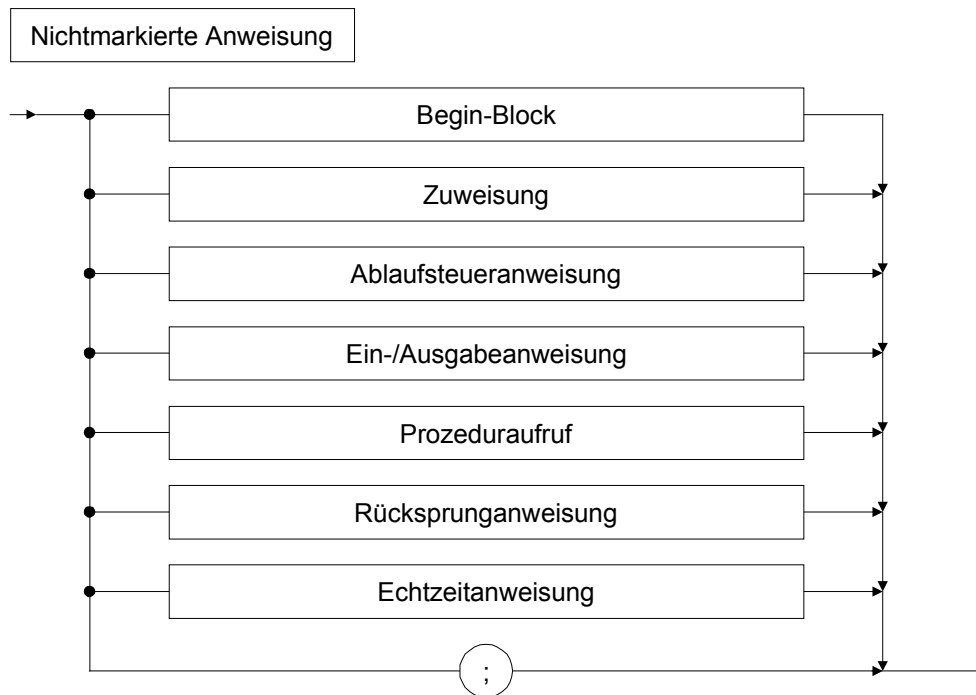 Nichtmarkierte Anweisung
Begin-Block
Zuweisung
Ablaufsteueranweisung
Ein-/Ausgabeanweisung
Prozeduraufruf
Rücksprunganweisung
Echtzeitanweisung
;